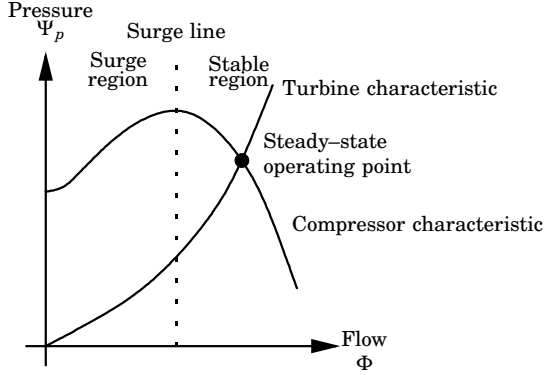 Pressure
Ψp
Surge line
Surge
region
Stable
region
Turbine characteristic
Steady–state
operating point
Compressor characteristic
Flow
Φ